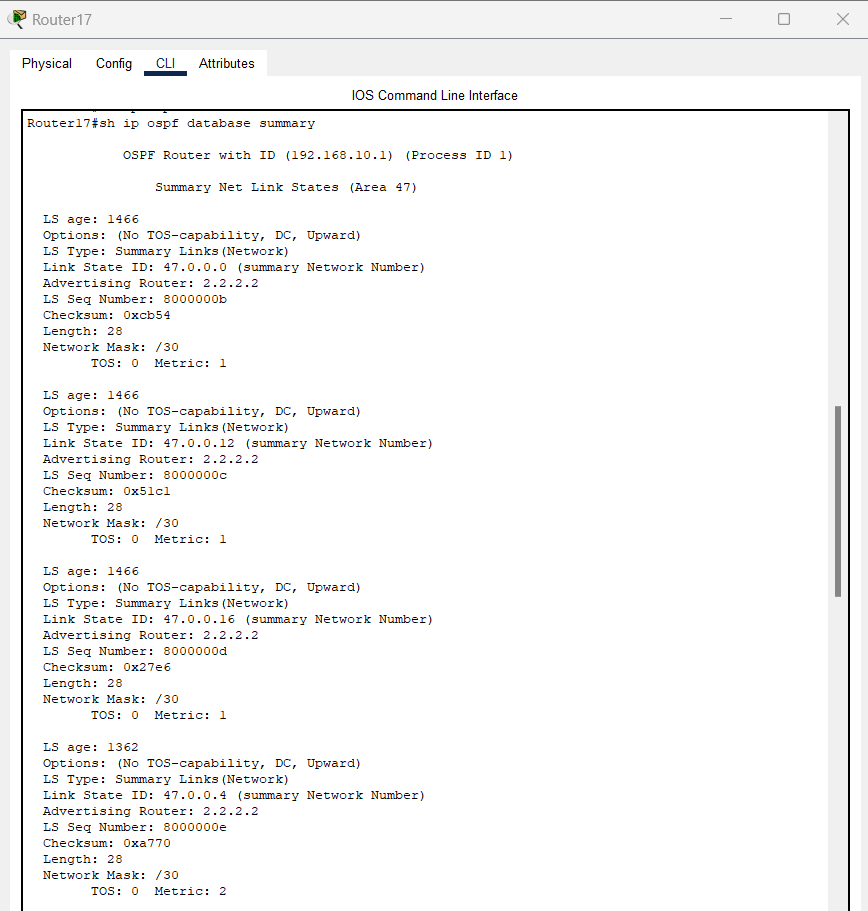 Router17
Physical Config CLI Attributes
IOS Command Line Interface
Router17#sh ip ospf database summary
OSPF Router with ID (192.168.10.1) (Process ID 1)
Summary Net Link States (Area 47)
LS age: 1466
Options: (No TOS-capability, DC, Upward)
LS Type: Summary Links(Network)
Link State ID: 47.0.0.0 (summary Network Number)
Advertising Router: 2.2.2.2
LS Seq Number: 8000000b
Checksum: 0xcb54
Length: 28
Network Mask: /30
TOS: 0 Metric: 1
LS age: 1466
Options: (No TOS-capability, DC, Upward)
LS Type: Summary Links(Network)
Link State ID: 47.0.0.12 (summary Network Number)
Advertising Router: 2.2.2.2
LS Seq Number: 8000000c
Checksum: 0x51c1
Length: 28
Network Mask: /30
TOS: 0 Metric: 1
LS age: 1466
Options: (No TOS-capability, DC, Upward)
LS Type: Summary Links(Network)
Link State ID: 47.0.0.16 (summary Network Number)
Advertising Router: 2.2.2.2
LS Seq Number: 8000000d
Checksum: 0x27e6
Length: 28
Network Mask: /30
TOS: 0 Metric: 1
LS age: 1362
Options: (No TOS-capability, DC, Upward)
LS Type: Summary Links(Network)
Link State ID: 47.0.0.4 (summary Network Number)
Advertising Router: 2.2.2.2
LS Seq Number: 8000000e
Checksum: 0xa770
Length: 28
Network Mask: /30
TOS: 0 Metric: 2